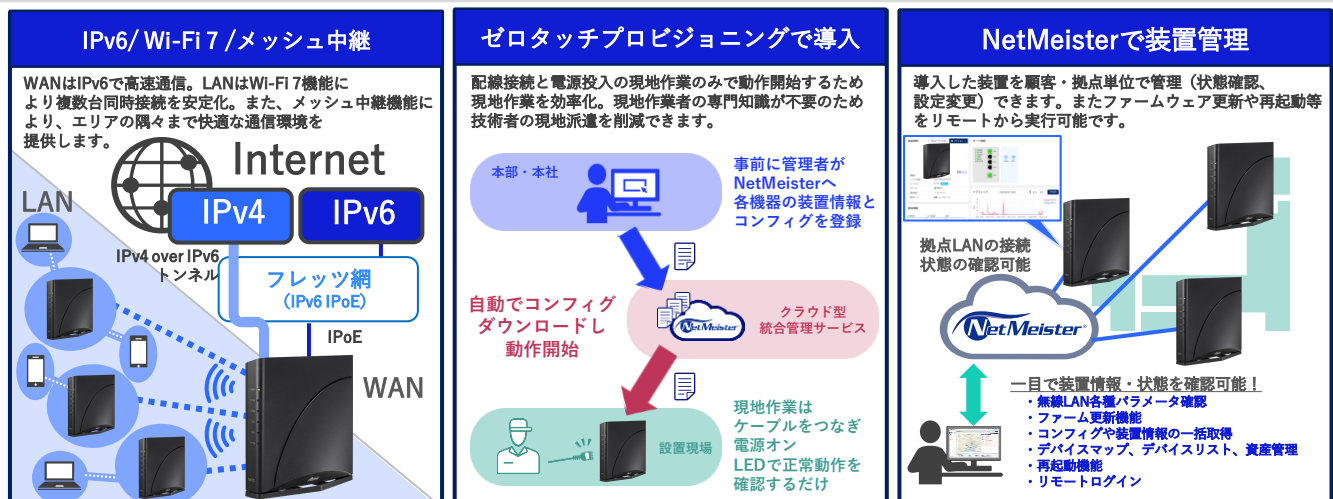 IPv6/ Wi-Fi 7 /メッシュ中継
WANはIPv6で高速通信。LANはWi-Fi 7機能に
より複数台同時接続を安定化。また、メッシュ中継機能に
より、エリアの隅々まで快適な通信環境を
提供します。
Internet
IPv4
IPv6
LAN
IPv4 over IPv6
トンネル
フレッツ網
（IPv6 IPoE）
IPoE
WAN
ゼロタッチプロビジョニングで導入
配線接続と電源投入の現地作業のみで動作開始するため
現地作業を効率化。現地作業者の専門知識が不要のため
技術者の現地派遣を削減できます。
本部・本社
事前に管理者が
NetMeisterへ
各機器の装置情報と
コンフィグを登録
自動でコンフィグ
ダウンロードし
動作開始
NetMeister
クラウド型
統合管理サービス
設置現場
現地作業は
ケーブルをつなぎ
電源オン
LEDで正常動作を
確認するだけ
NetMeisterで装置管理
導入した装置を顧客・拠点単位で管理（状態確認、
設定変更）できます。またファームウェア更新や再起動等
をリモートから実行可能です。
拠点LANの接続
状態の確認可能
NetMeister®
一目で装置情報・状態を確認可能！
・無線LAN各種パラメータ確認
・ファーム更新機能
・コンフィグや装置情報の一括取得
・デバイスマップ、デバイスリスト、資産管理
・再起動機能
・リモートログイン